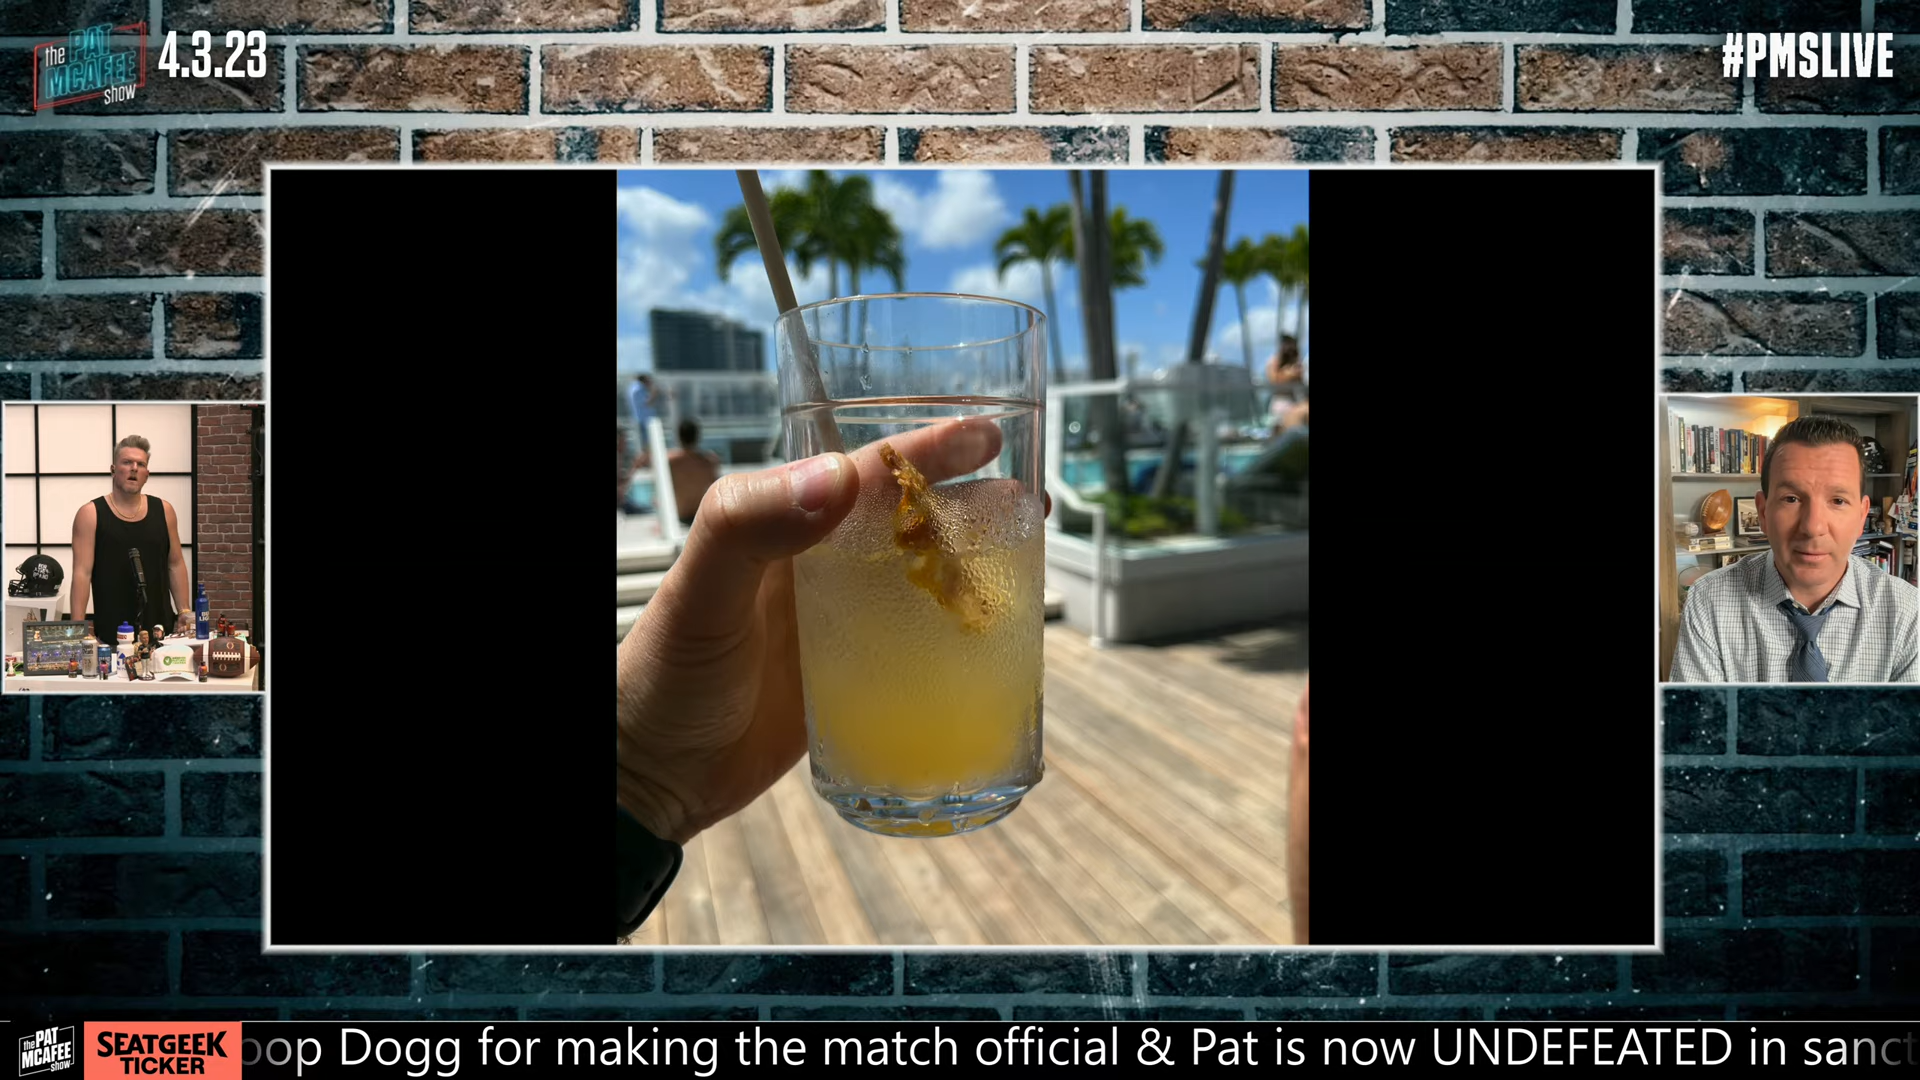 the PAT MCAFEE show
4.3.23
#PMSLIVE
the PAT MCAFEE show
SEATGEEK TICKER
oop Dogg for making the match official & Pat is now UNDEFEATED in sanct